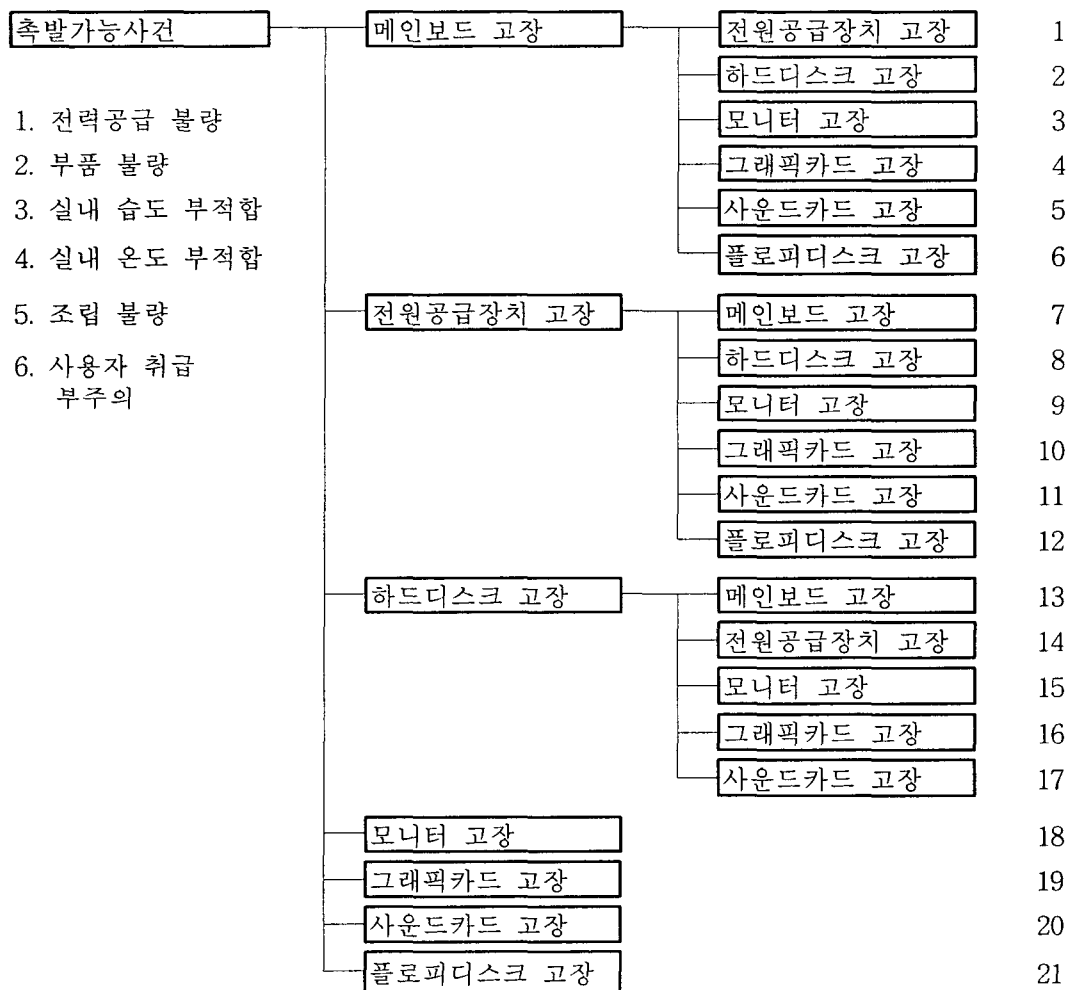 촉발가능사건
메인보드 고장
전원공급장치 고장 1
하드디스크 고장 2
모니터 고장 3
그래픽카드 고장 4
사운드카드 고장 5
플로피디스크 고장 6
1. 전력공급 불량
2. 부품 불량
3. 실내 습도 부적합
4. 실내 온도 부적합
5. 조립 불량
6. 사용자 취급
부주의
전원공급장치 고장
메인보드 고장 7
하드디스크 고장 8
모니터 고장 9
그래픽카드 고장 10
사운드카드 고장 11
플로피디스크 고장 12
하드디스크 고장
메인보드 고장 13
전원공급장치 고장 14
모니터 고장 15
그래픽카드 고장 16
사운드카드 고장 17
모니터 고장 18
그래픽카드 고장 19
사운드카드 고장 20
플로피디스크 고장 21